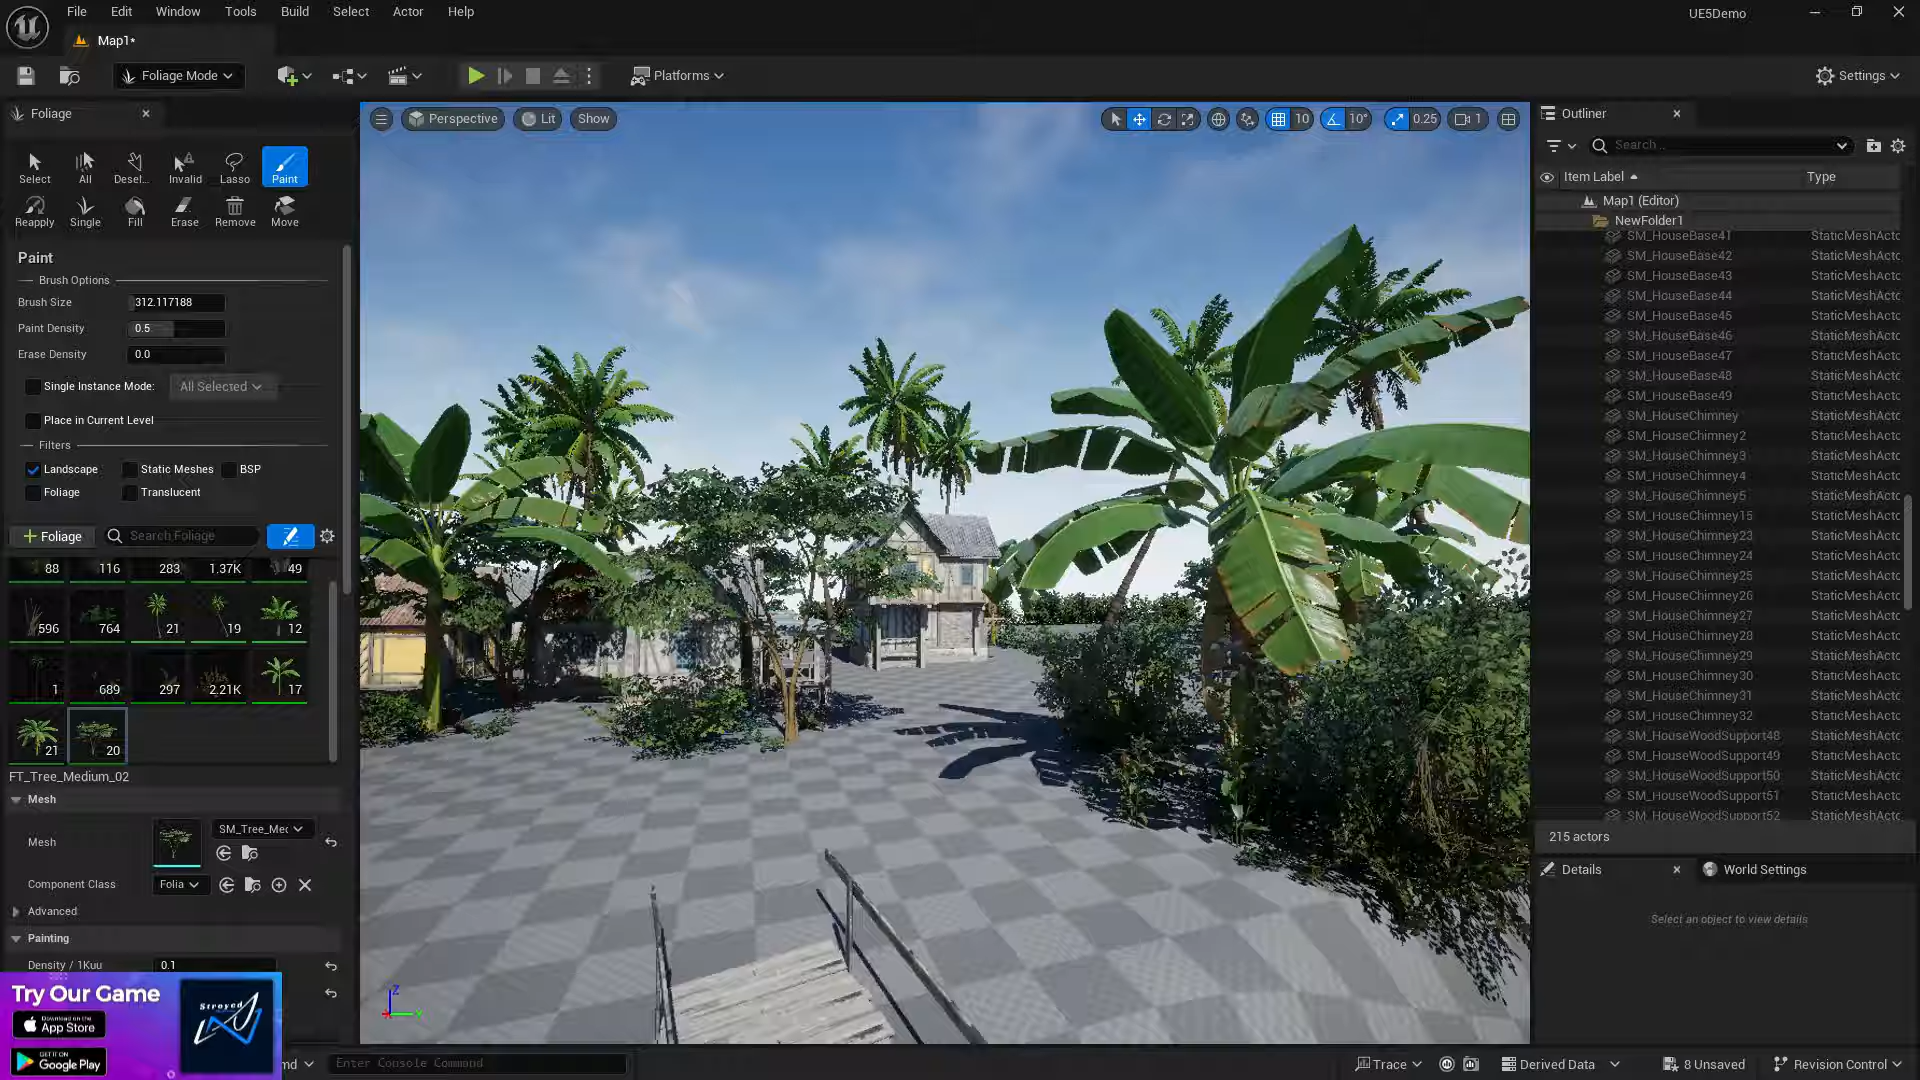 File Edit Window Tools Build Select Actor Help
UE5Demo
Map1*
Foliage Mode
Platforms
Settings
Foliage
Perspective
Lit
Show
10
10°
0.25
1
Outliner
Search...
Select
All
Desel...
Invalid
Lasso
Paint
Reapply
Single
Fill
Erase
Remove
Move
Item Label
Type
Map1 (Editor)
NewFolder1
SM_HouseBase41 StaticMeshActo
SM_HouseBase42 StaticMeshActo
SM_HouseBase43 StaticMeshActo
SM_HouseBase44 StaticMeshActo
SM_HouseBase45 StaticMeshActo
SM_HouseBase46 StaticMeshActo
SM_HouseBase47 StaticMeshActo
SM_HouseBase48 StaticMeshActo
SM_HouseBase49 StaticMeshActo
SM_HouseChimney StaticMeshActo
SM_HouseChimney2 StaticMeshActo
SM_HouseChimney3 StaticMeshActo
SM_HouseChimney4 StaticMeshActo
SM_HouseChimney5 StaticMeshActo
SM_HouseChimney15 StaticMeshActo
SM_HouseChimney23 StaticMeshActo
SM_HouseChimney24 StaticMeshActo
SM_HouseChimney25 StaticMeshActo
SM_HouseChimney26 StaticMeshActo
SM_HouseChimney27 StaticMeshActo
SM_HouseChimney28 StaticMeshActo
SM_HouseChimney29 StaticMeshActo
SM_HouseChimney30 StaticMeshActo
SM_HouseChimney31 StaticMeshActo
SM_HouseChimney32 StaticMeshActo
SM_HouseWoodSupport48 StaticMeshActo
SM_HouseWoodSupport49 StaticMeshActo
SM_HouseWoodSupport50 StaticMeshActo
SM_HouseWoodSupport51 StaticMeshActo
SM_HouseWoodSupport52 StaticMeshActo
215 actors
Details
World Settings
Select an object to view details
Paint
Brush Options
Brush Size 312.117188
Paint Density 0.5
Erase Density 0.0
Single Instance Mode: All Selected
Place in Current Level
Filters
Landscape Static Meshes BSP
Foliage Translucent
+ Foliage
Search Foliage
88 116 283 1.37K 49
596 764 21 19 12
1 689 297 2.21K 17
21 20
FT_Tree_Medium_02
Mesh
Mesh SM_Tree_Med
Component Class Folia
Advanced
Painting
Density / 1Kuu 0.1
Try Our Game
Download on the
App Store
GET IT ON
Google Play
Stroyed
Z
Y
X
md
Enter Console Command
Trace
Derived Data
8 Unsaved
Revision Control